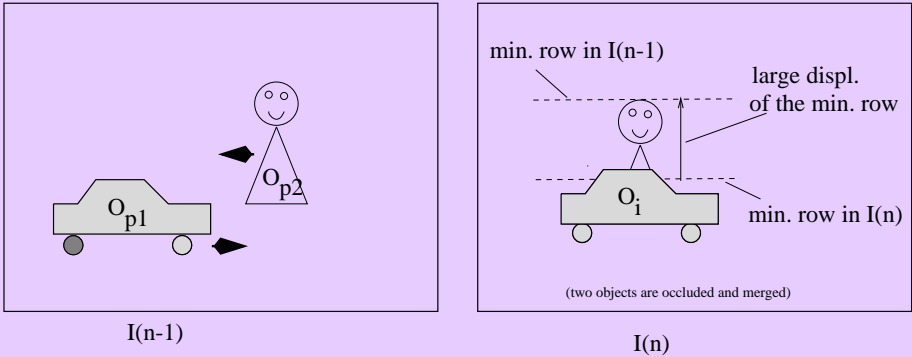 O p2
O p1
I(n-1)
min. row in I(n-1)
large displ.
of the min. row
O i
min. row in I(n)
(two objects are occluded and merged)
I(n)